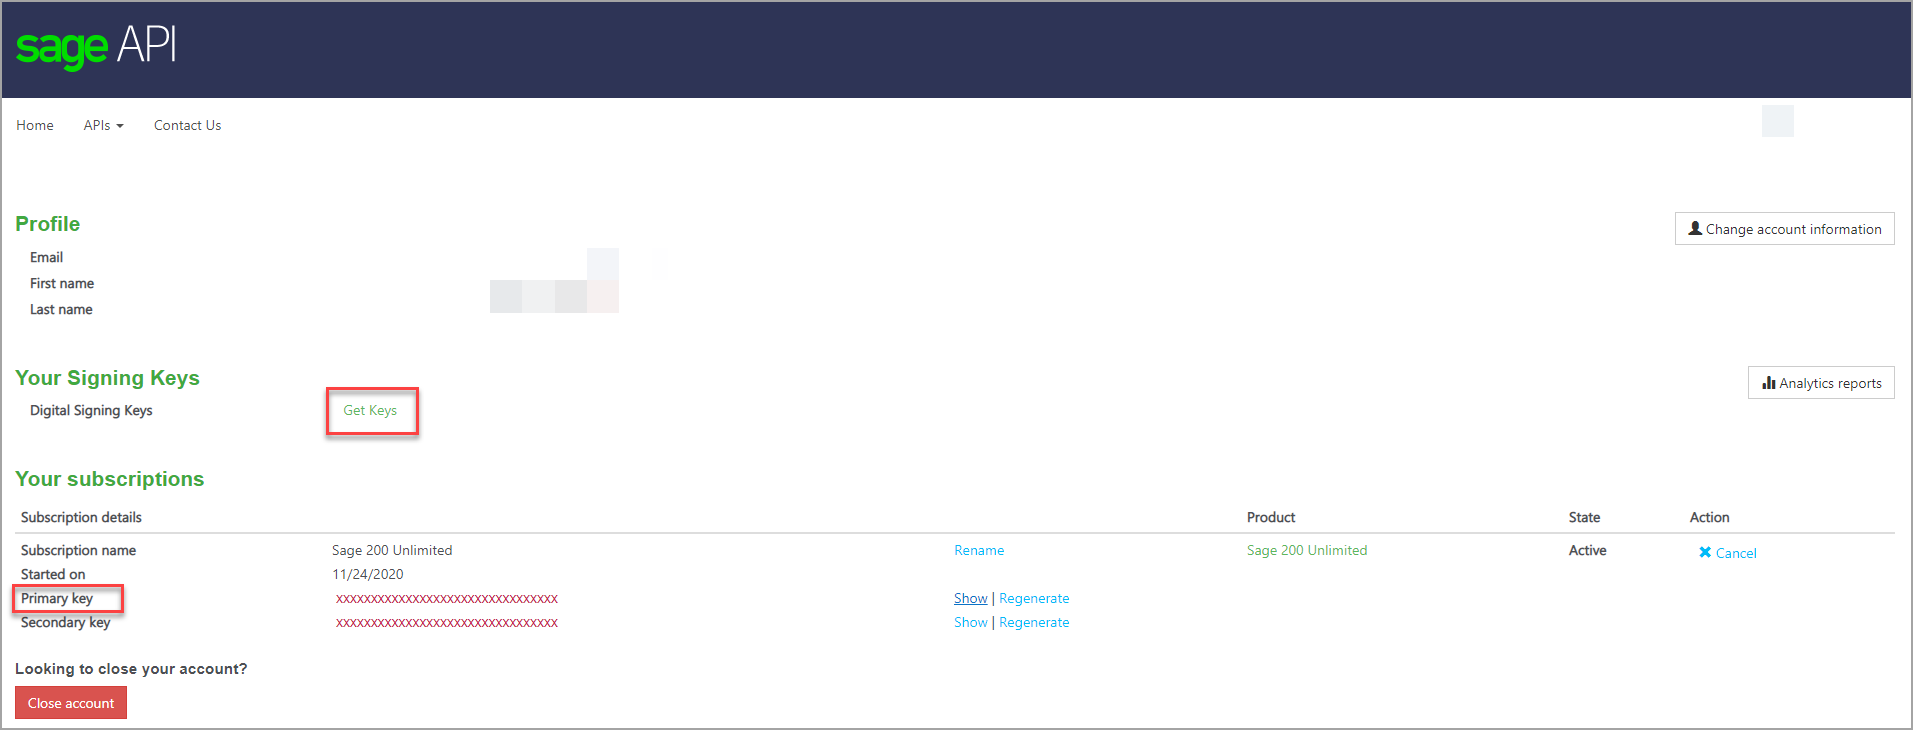 sage API
Home APIs Contact Us
Profile
Change account information
Email
First name
Last name
Your Signing Keys
Analytics reports
Digital Signing Keys Get Keys
Your subscriptions
Subscription details Product State Action
Subscription name Sage 200 Unlimited Rename Sage 200 Unlimited Active Cancel
Started on 11/24/2020
Primary key XXXXXXXXXXXXXXXXXXXXXXXXXXXXXXXX Show | Regenerate
Secondary key XXXXXXXXXXXXXXXXXXXXXXXXXXXXXXXX Show | Regenerate
Looking to close your account?
Close account